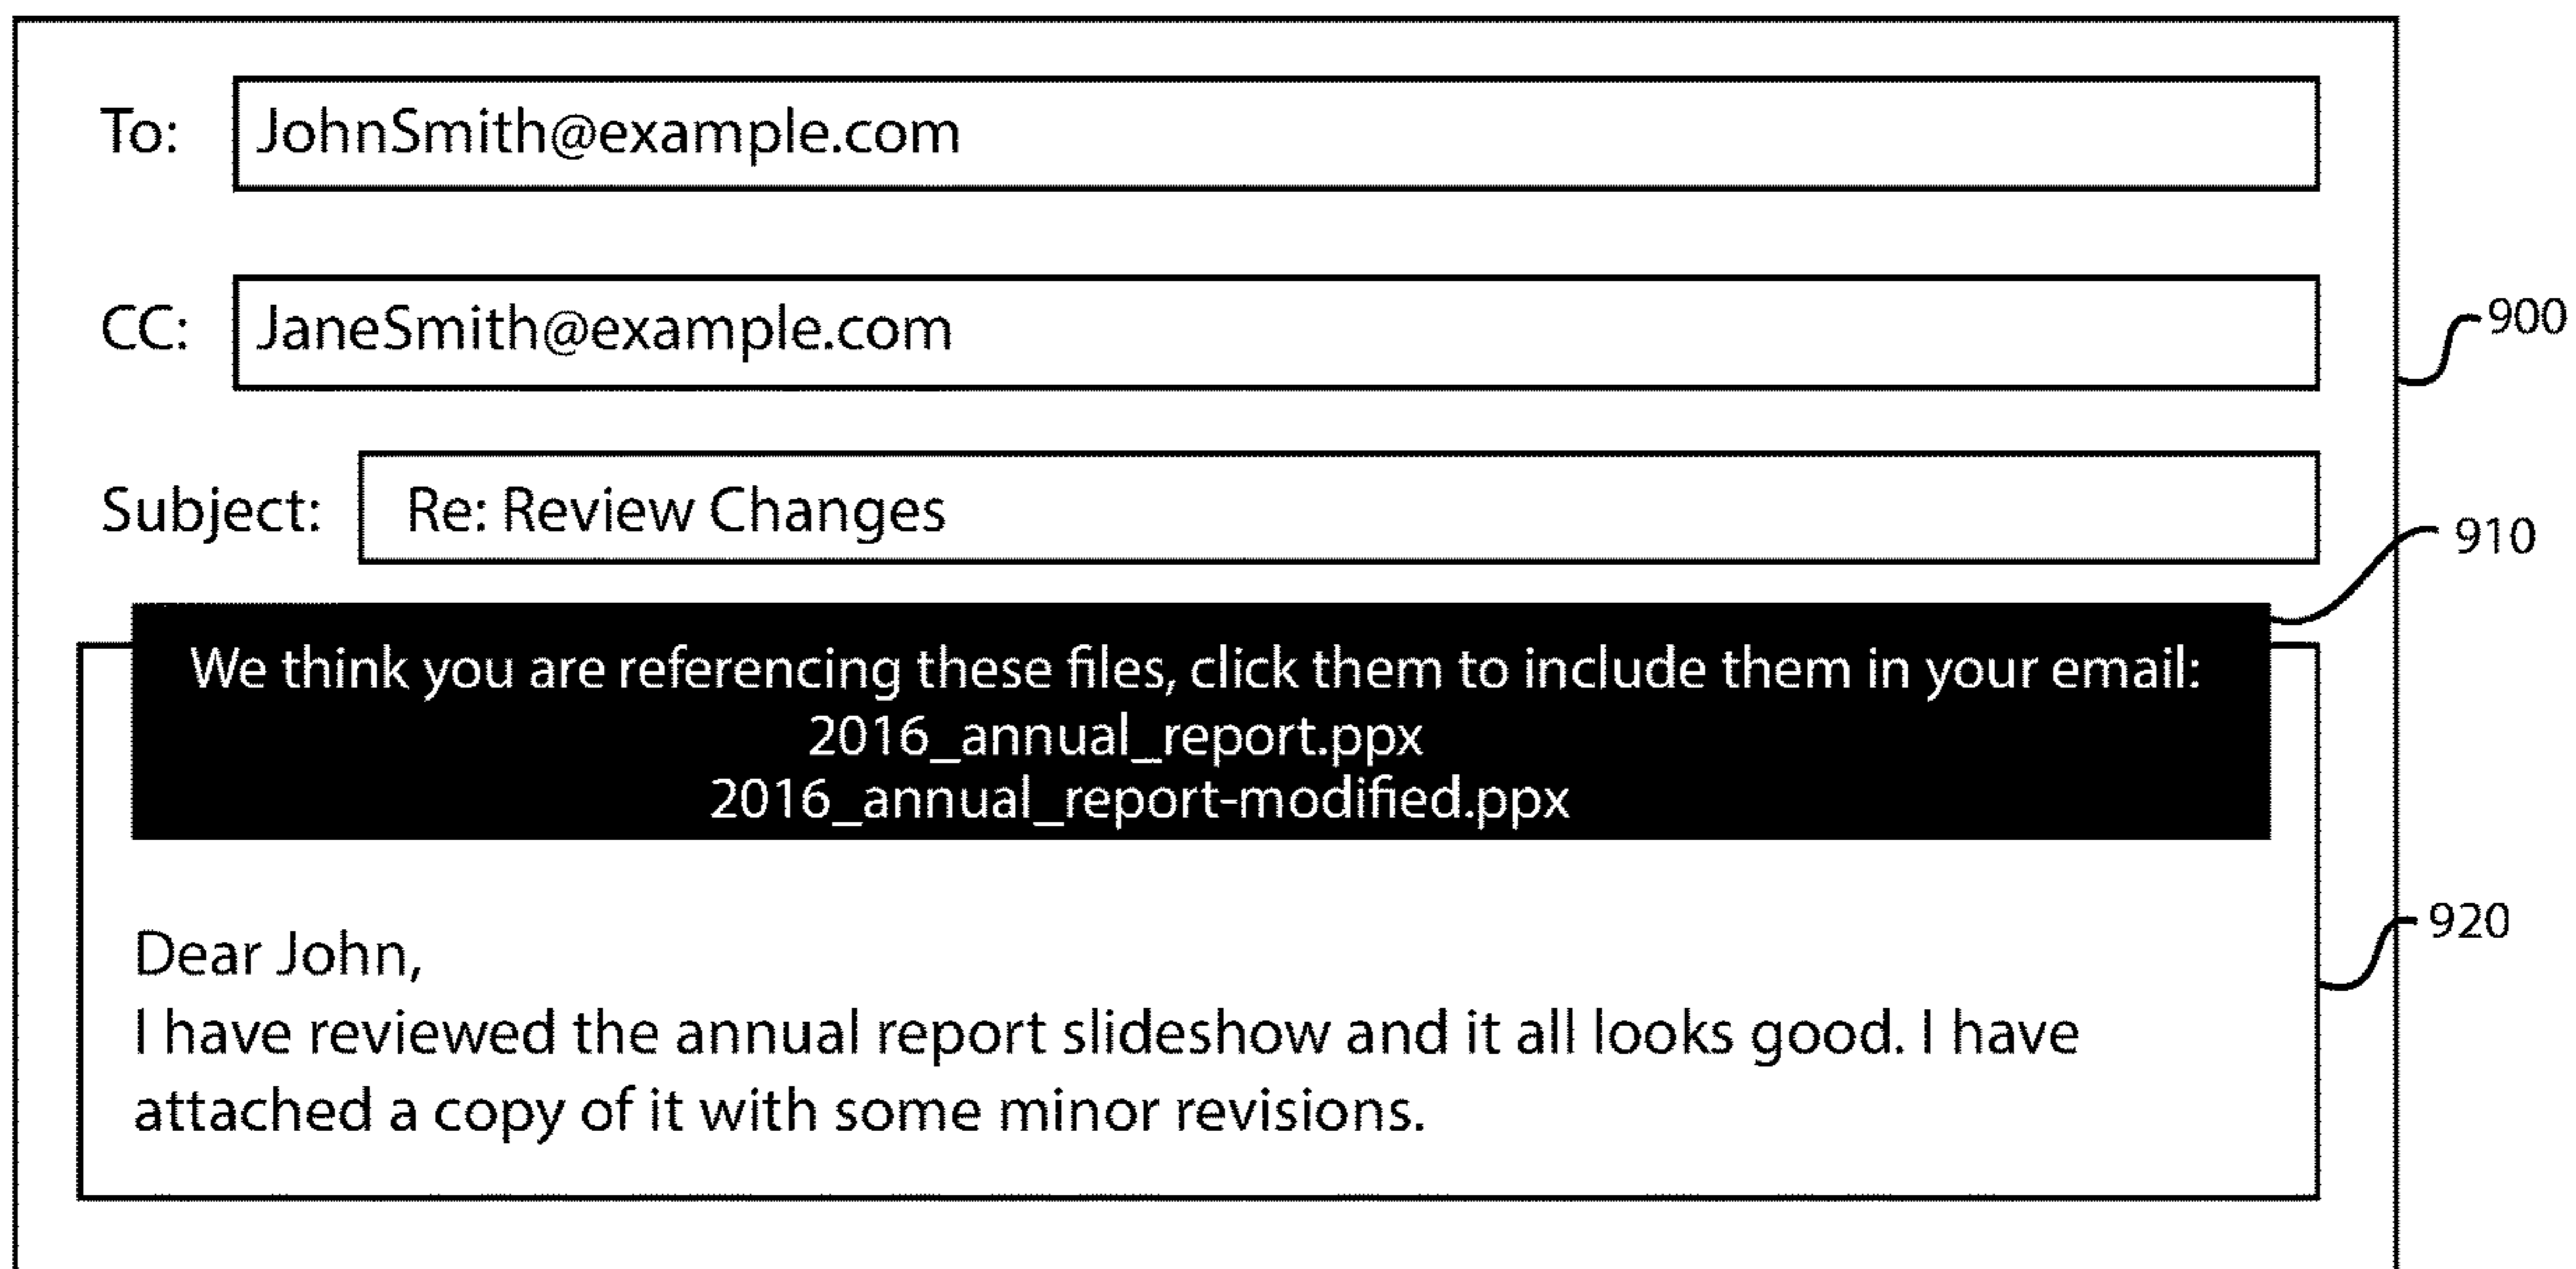 To: JohnSmith@example.com
CC: JaneSmith@example.com
900
Subject: Re: Review Changes
910
We think you are referencing these files, click them to include them in your email:
2016_annual_report.ppx
2016_annual_report-modified.ppx
920
Dear John,
I have reviewed the annual report slideshow and it all looks good. I have
attached a copy of it with some minor revisions.